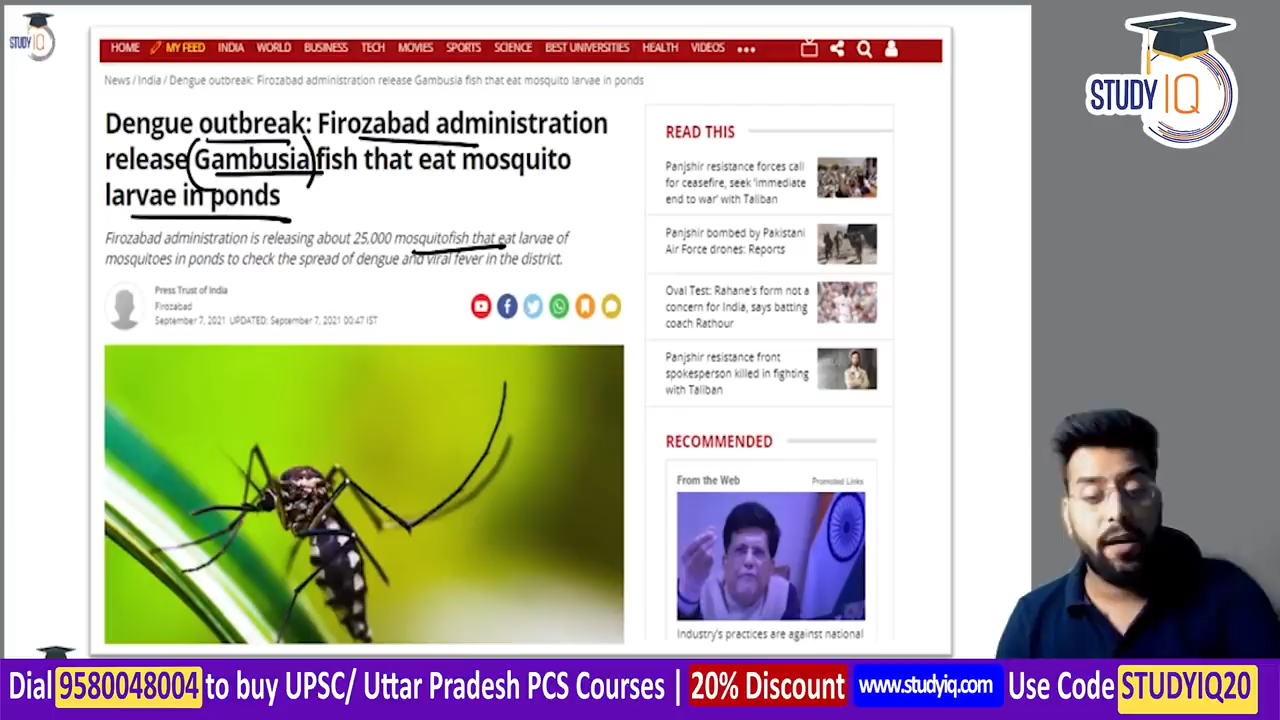 STUDY IQ
HOME MY FEED INDIA WORLD BUSINESS TECH MOVIES SPORTS SCIENCE BEST UNIVERSITIES HEALTH VIDEOS
News / India / Dengue outbreak: Firozabad administration release Gambusia fish that eat mosquito larvae in ponds
Dengue outbreak: Firozabad administration
release Gambusia fish that eat mosquito
larvae in ponds
Firozabad administration is releasing about 25,000 mosquitofish that eat larvae of
mosquitoes in ponds to check the spread of dengue and viral fever in the district.
Press Trust of India
Firozabad
September 7, 2021 UPDATED: September 7, 2021 00:47 IST
READ THIS
Panjshir resistance forces call
for ceasefire, seek 'immediate
end to war' with Taliban
Panjshir bombed by Pakistani
Air Force drones: Reports
Oval Test: Rahane's form not a
concern for India, says batting
coach Rathour
Panjshir resistance front
spokesperson killed in fighting
with Taliban
RECOMMENDED
From the Web Promoted Links
Industry's practices are against national
STUDY IQ
Dial 9580048004 to buy UPSC/ Uttar Pradesh PCS Courses | 20% Discount www.studyiq.com Use Code STUDYIQ20